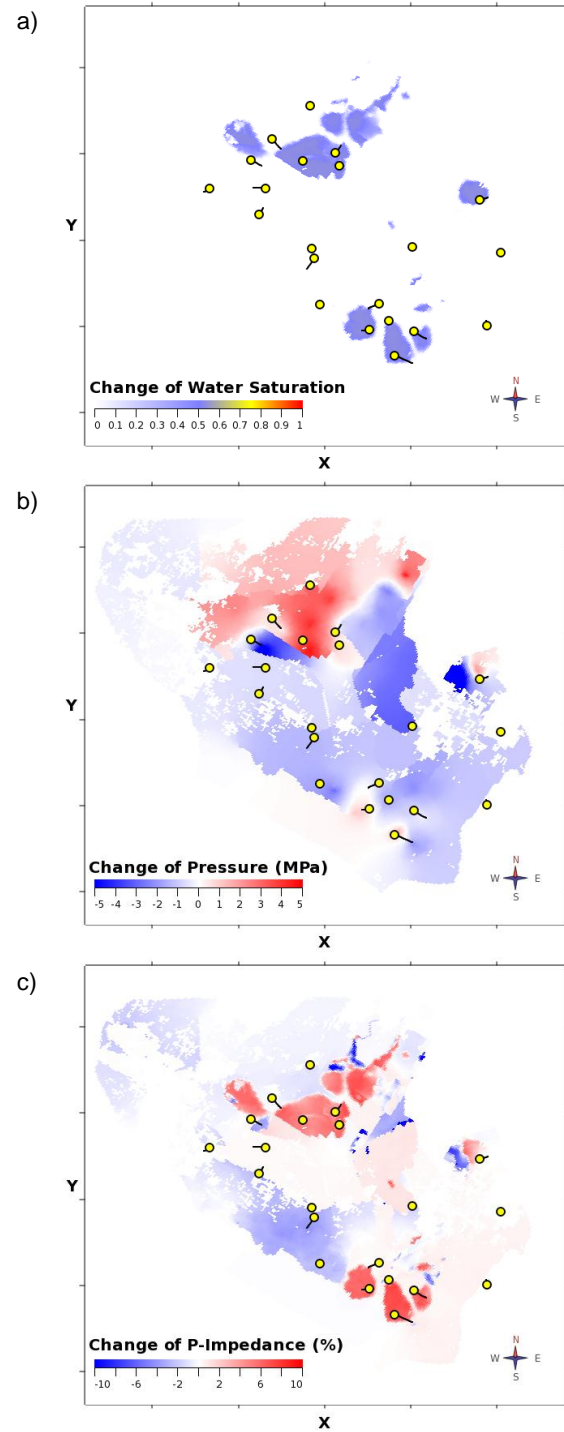 a)
Y
Change of Water Saturation
0 0.1 0.2 0.3 0.4 0.5 0.6 0.7 0.8 0.9 1
N
W E
S
X
b)
Y
Change of Pressure (MPa)
-5 -4 -3 -2 -1 0 1 2 3 4 5
N
W E
S
X
c)
Y
Change of P-Impedance (%)
-10 -6 -2 2 6 10
N
W E
S
X